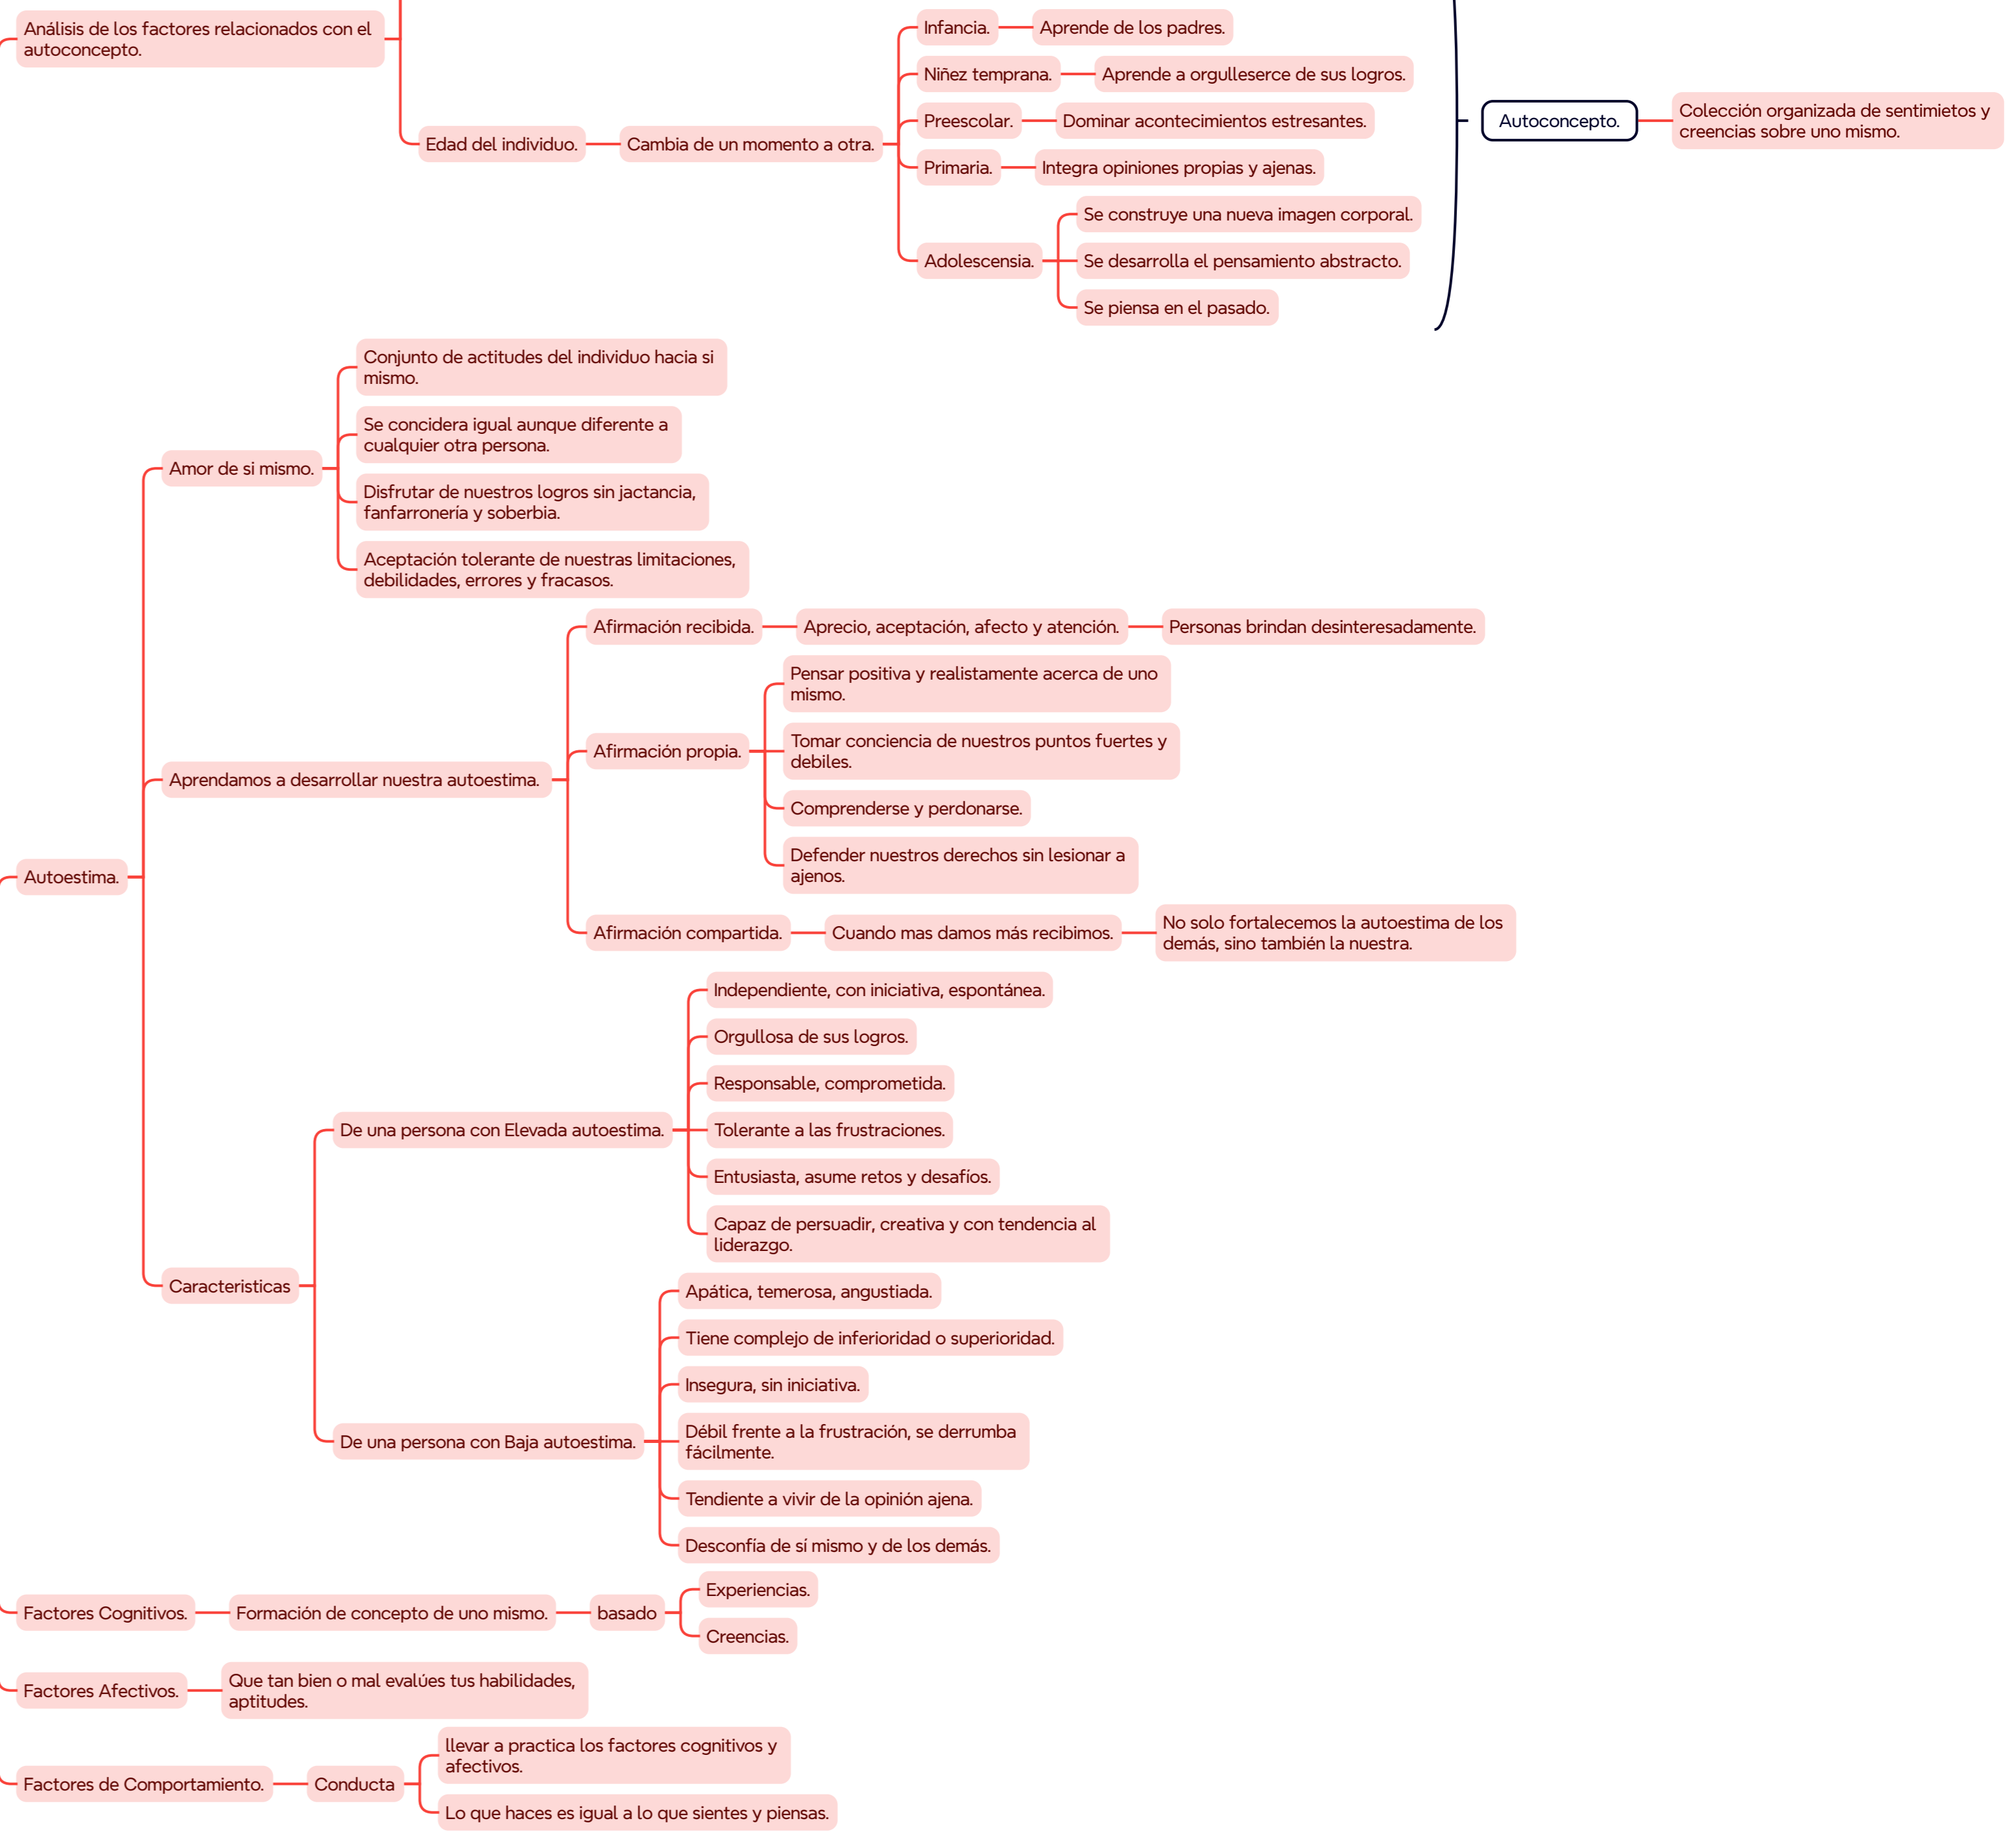 Análisis de los factores relacionados con el
autoconcepto.
Edad del individuo.
Cambia de un momento a otra.
Infancia.
Aprende de los padres.
Niñez temprana.
Aprende a orgulleserce de sus logros.
Preescolar.
Dominar acontecimientos estresantes.
Primaria.
Integra opiniones propias y ajenas.
Adolescensia.
Se construye una nueva imagen corporal.
Se desarrolla el pensamiento abstracto.
Se piensa en el pasado.
Autoconcepto.
Colección organizada de sentimietos y
creencias sobre uno mismo.
Autoestima.
Amor de si mismo.
Conjunto de actitudes del individuo hacia si
mismo.
Se concidera igual aunque diferente a
cualquier otra persona.
Disfrutar de nuestros logros sin jactancia,
fanfarronería y soberbia.
Aceptación tolerante de nuestras limitaciones,
debilidades, errores y fracasos.
Aprendamos a desarrollar nuestra autoestima.
Afirmación recibida.
Aprecio, aceptación, afecto y atención.
Personas brindan desinteresadamente.
Afirmación propia.
Pensar positiva y realistamente acerca de uno
mismo.
Tomar conciencia de nuestros puntos fuertes y
debiles.
Comprenderse y perdonarse.
Defender nuestros derechos sin lesionar a
ajenos.
Afirmación compartida.
Cuando mas damos más recibimos.
No solo fortalecemos la autoestima de los
demás, sino también la nuestra.
Caracteristicas
De una persona con Elevada autoestima.
Independiente, con iniciativa, espontánea.
Orgullosa de sus logros.
Responsable, comprometida.
Tolerante a las frustraciones.
Entusiasta, asume retos y desafíos.
Capaz de persuadir, creativa y con tendencia al
liderazgo.
De una persona con Baja autoestima.
Apática, temerosa, angustiada.
Tiene complejo de inferioridad o superioridad.
Insegura, sin iniciativa.
Débil frente a la frustración, se derrumba
fácilmente.
Tendiente a vivir de la opinión ajena.
Desconfía de sí mismo y de los demás.
Factores Cognitivos.
Formación de concepto de uno mismo.
basado
Experiencias.
Creencias.
Factores Afectivos.
Que tan bien o mal evalúes tus habilidades,
aptitudes.
Factores de Comportamiento.
Conducta
llevar a practica los factores cognitivos y
afectivos.
Lo que haces es igual a lo que sientes y piensas.